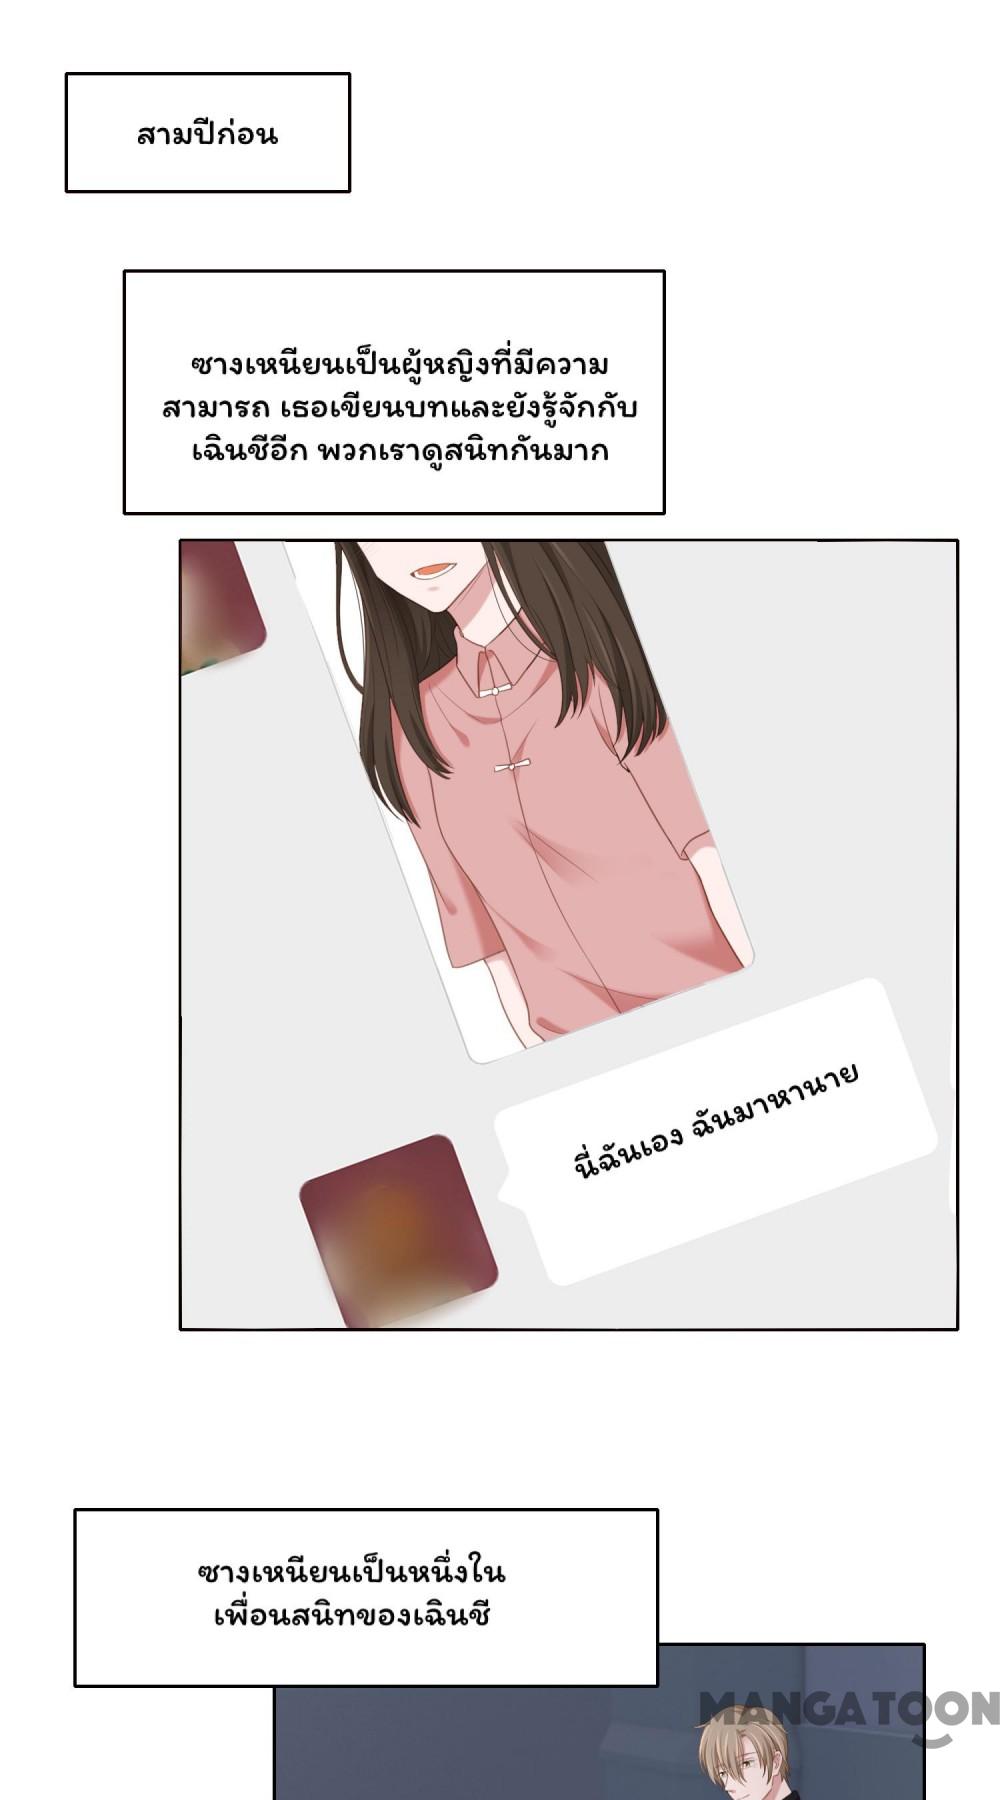 สามปีก่อน
ซางเหนียนเป็นผู้หญิงที่มีความ
สามารถ เธอเขียนบทและยังรู้จักกับ
เฉินชีอีก พวกเราดูสนิทกันมาก
นี่ฉันเอง ฉันมาหานาย
ซางเหนียนเป็นหนึ่งใน
เพื่อนสนิทของเฉินชี
MANGATOON